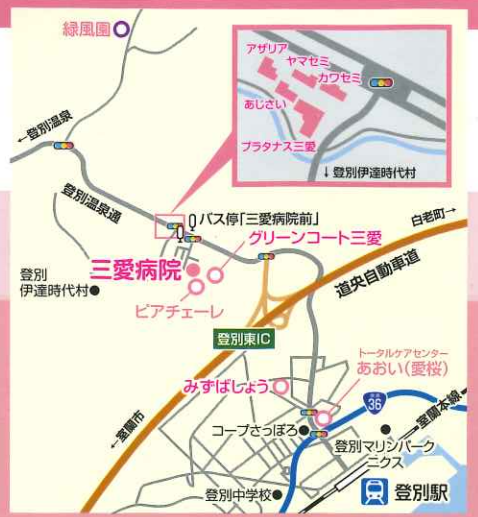 緑風園
アザリア
ヤマセミ
カワセミ
あじさい
プラタナス三愛
↓登別伊達時代村
←登別温泉
登別温泉通
バス停「三愛病院前」
グリーンコート三愛
白老町→
三愛病院
登別
伊達時代村
ピアチェーレ
道央自動車道
登別東IC
トータルケアセンター
あおい(愛桜)
みずばしょう
国道
36
室蘭本線→
←室蘭市
コープさっぽろ
登別マリンパーク
ニクス
登別中学校
登別駅